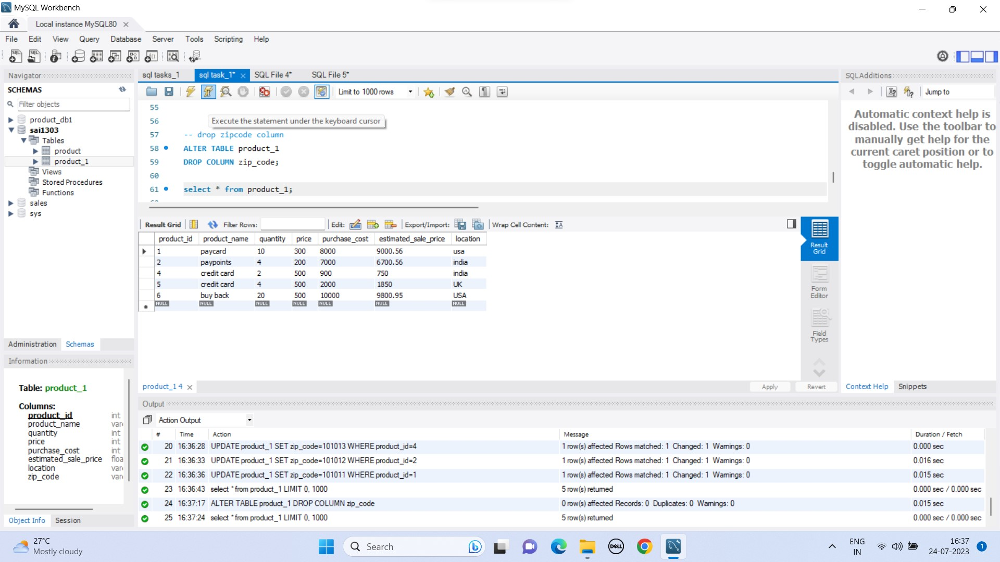 MySQL Workbench
Local instance MySQL80
File Edit View Query Database Server Tools Scripting Help
Navigator
SCHEMAS
Filter objects
product_db1
sai1303
Tables
product
product_1
Views
Stored Procedures
Functions
sales
sys
Administration Schemas
Information
Table: product_1
Columns:
product_id int
product_name
quantity int
price int
purchase_cost int
estimated_sale_price
location
zip_code
Object Info Session
sql tasks_1 sql task_1* SQL File 4* SQL File 5*
Limit to 1000 rows
55
56
Execute the statement under the keyboard cursor
57 -- drop zipcode column
58 ALTER TABLE product_1
59 DROP COLUMN zip_code;
60
61 select * from product_1;
Result Grid Filter Rows: Edit: Export/Import: Wrap Cell Content:
product_id product_name quantity price purchase_cost estimated_sale_price location
1 paycard 10 300 8000 9000.56 usa
2 paypoints 4 200 7000 6700.56 india
4 credit card 2 500 900 750 india
5 credit card 4 500 2000 1850 UK
6 buy back 20 500 10000 9800.95 USA
NULL NULL NULL NULL NULL NULL NULL
Result
Grid
Form
Editor
Field
Types
product_1 4
Apply Revert
SQLAdditions
Jump to
Automatic context help is
disabled. Use the toolbar to
manually get help for the
current caret position or to
toggle automatic help.
Context Help Snippets
Output
Action Output
# Time Action Message Duration / Fetch
20 16:36:28 UPDATE product_1 SET zip_code=101013 WHERE product_id=4 1 row(s) affected Rows matched: 1 Changed: 1 Warnings: 0 0.000 sec
21 16:36:33 UPDATE product_1 SET zip_code=101012 WHERE product_id=2 1 row(s) affected Rows matched: 1 Changed: 1 Warnings: 0 0.016 sec
22 16:36:36 UPDATE product_1 SET zip_code=101011 WHERE product_id=1 1 row(s) affected Rows matched: 1 Changed: 1 Warnings: 0 0.015 sec
23 16:36:43 select * from product_1 LIMIT 0, 1000 5 row(s) returned 0.000 sec / 0.000 sec
24 16:37:17 ALTER TABLE product_1 DROP COLUMN zip_code 0 row(s) affected Records: 0 Duplicates: 0 Warnings: 0 0.015 sec
25 16:37:24 select * from product_1 LIMIT 0, 1000 5 row(s) returned 0.000 sec / 0.000 sec
27°C
Mostly cloudy
Search
DELL
ENG
IN
16:37
24-07-2023
1